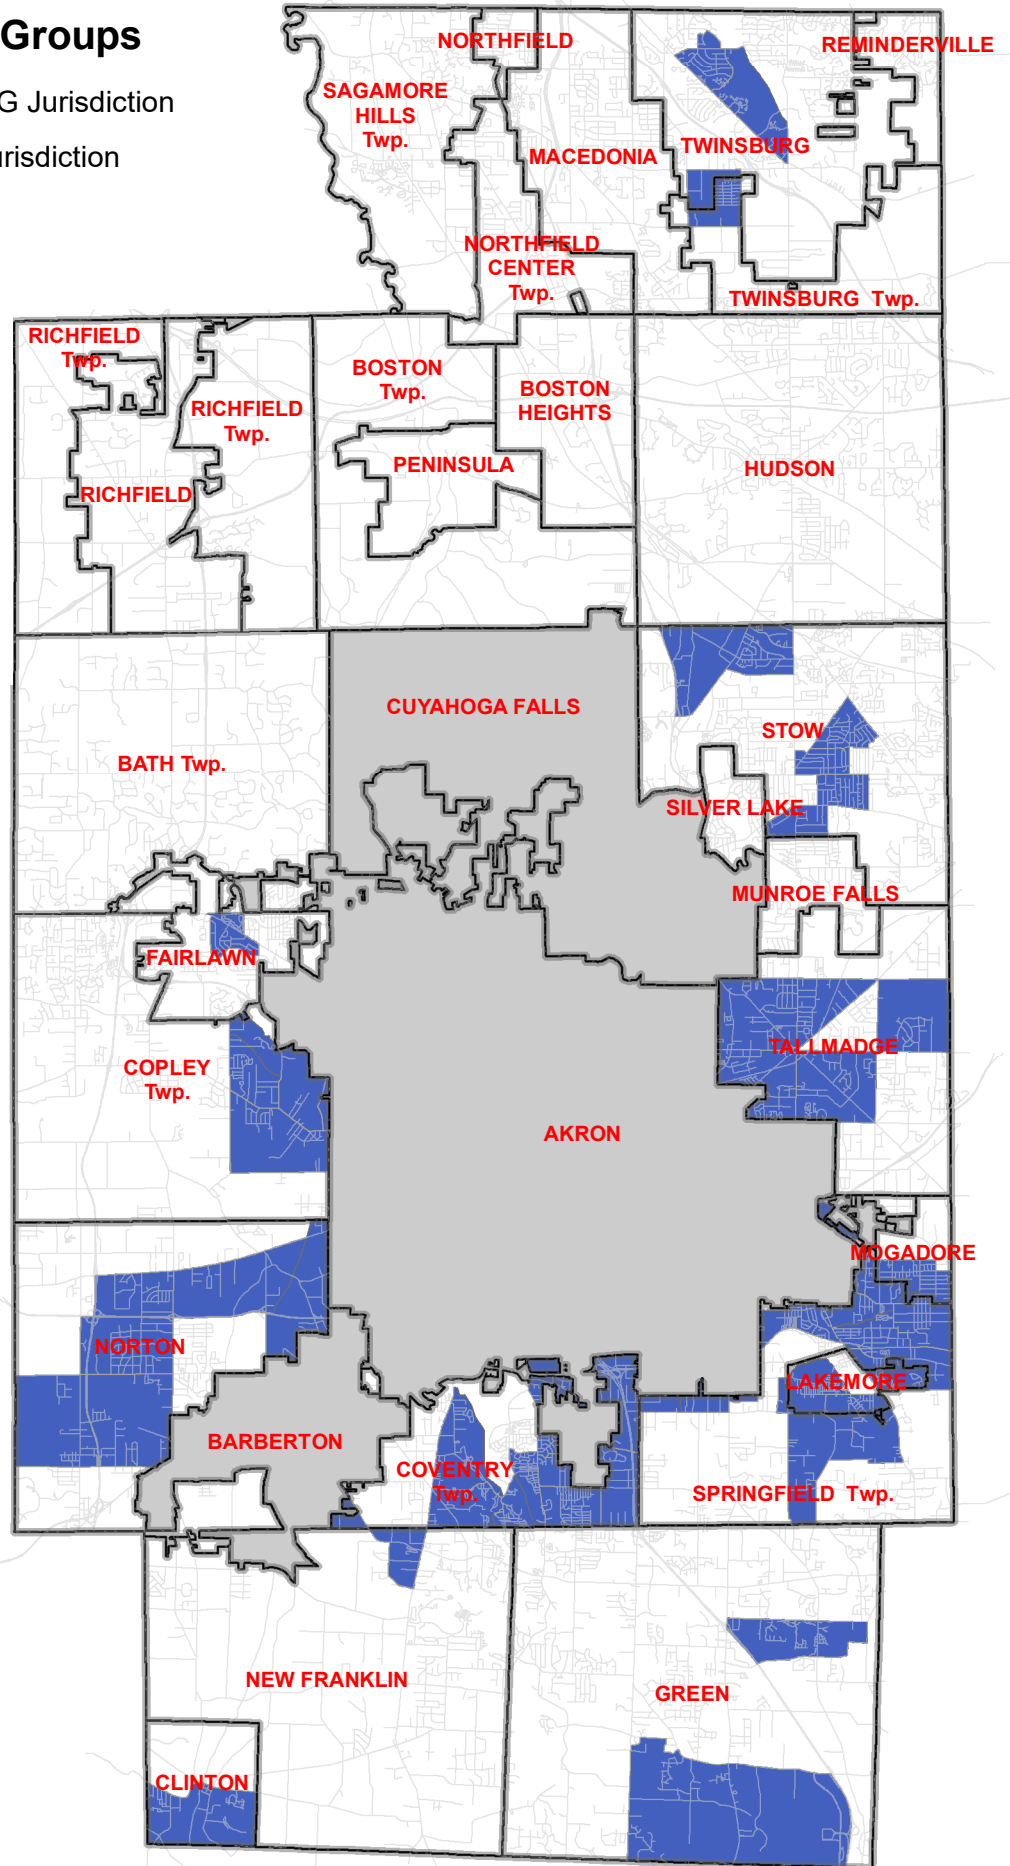 Groups
G Jurisdiction
urisdiction
NORTHFIELD
REMINDERVILLE
SAGAMORE
HILLS
Twp.
MACEDONIA
TWINSBURG
NORTHFIELD
CENTER
Twp.
TWINSBURG Twp.
RICHFIELD
Twp.
BOSTON
Twp.
BOSTON
HEIGHTS
RICHFIELD
Twp.
PENINSULA
HUDSON
RICHFIELD
CUYAHOGA FALLS
STOW
BATH Twp.
SILVER LAKE
MUNROE FALLS
FAIRLAWN
TALLMADGE
COPLEY
Twp.
AKRON
MOGADORE
NORTON
LAKEMORE
BARBERTON
COVENTRY
Twp.
SPRINGFIELD Twp.
NEW FRANKLIN
GREEN
CLINTON